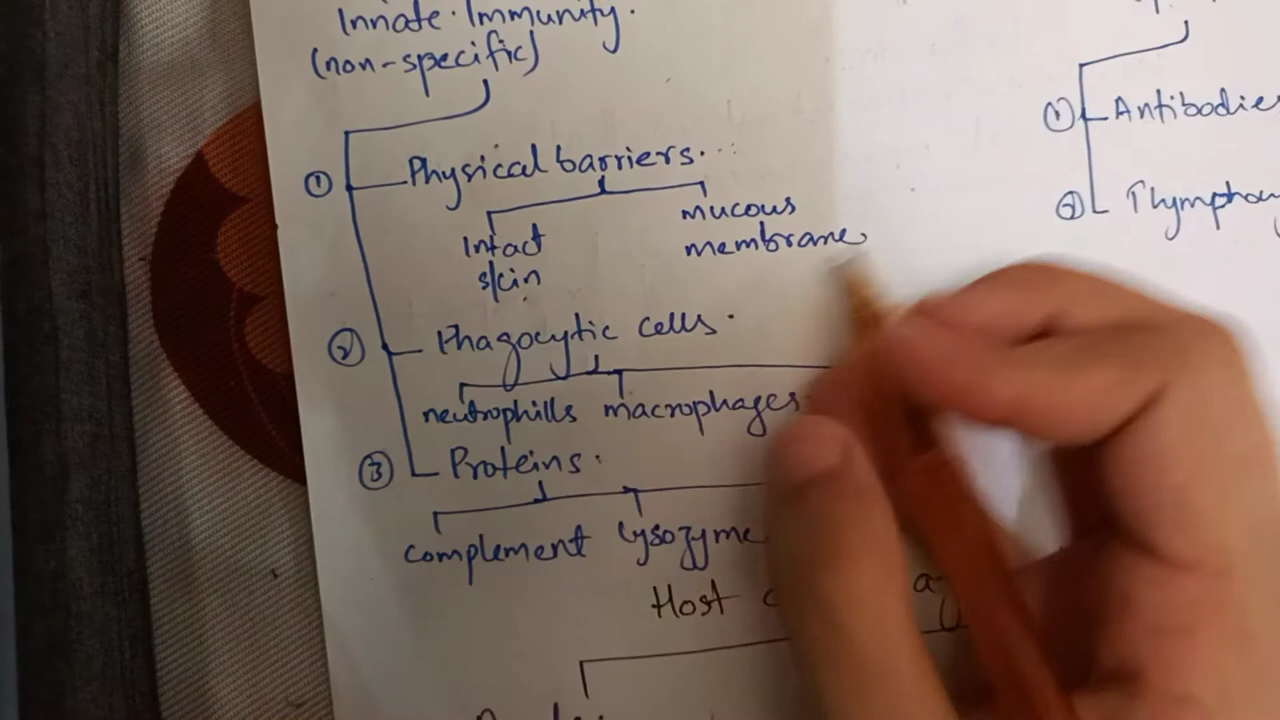 Innate Immunity.
(non-specific)
① Physical barriers...
Intact
skin
mucous
membrane
② Phagocytic cells.
neutrophills macrophages
③ Proteins.
complement lysozyme
Host
① Antibodies
②